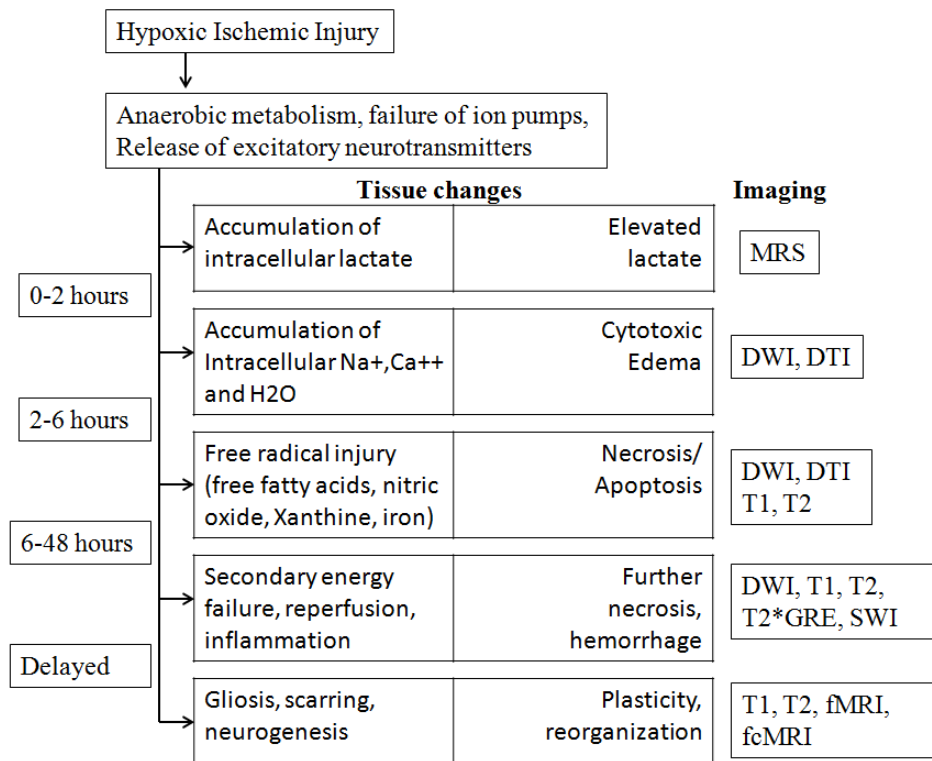 Hypoxic Ischemic Injury
Anaerobic metabolism, failure of ion pumps,
Release of excitatory neurotransmitters
Tissue changes
Imaging
Accumulation of
intracellular lactate
Elevated
lactate
MRS
0-2 hours
Accumulation of
Intracellular Na+,Ca++
and H2O
Cytotoxic
Edema
DWI, DTI
2-6 hours
Free radical injury
(free fatty acids, nitric
oxide, Xanthine, iron)
Necrosis/
Apoptosis
DWI, DTI
T1, T2
6-48 hours
Secondary energy
failure, reperfusion,
inflammation
Further
necrosis,
hemorrhage
DWI, T1, T2,
T2*GRE, SWI
Delayed
Gliosis, scarring,
neurogenesis
Plasticity,
reorganization
T1, T2, fMRI,
fcMRI